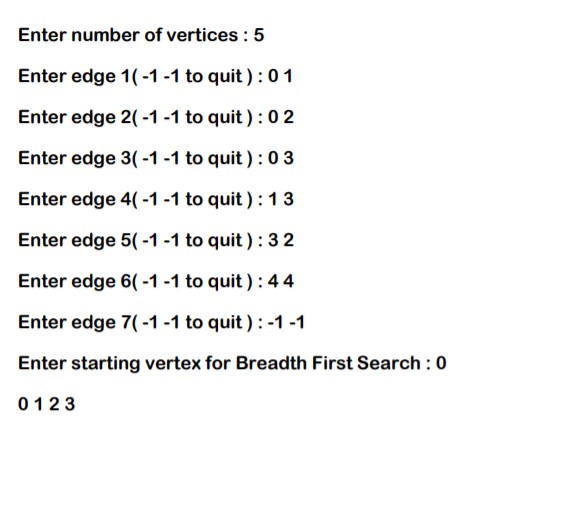 Enter number of vertices : 5
Enter edge 1( -1 -1 to quit ) : 0 1
Enter edge 2( -1 -1 to quit ) : 0 2
Enter edge 3( -1 -1 to quit ) : 0 3
Enter edge 4( -1 -1 to quit ) : 1 3
Enter edge 5( -1 -1 to quit ) : 3 2
Enter edge 6( -1 -1 to quit ) : 4 4
Enter edge 7( -1 -1 to quit ) : -1 -1
Enter starting vertex for Breadth First Search : 0
0 1 2 3